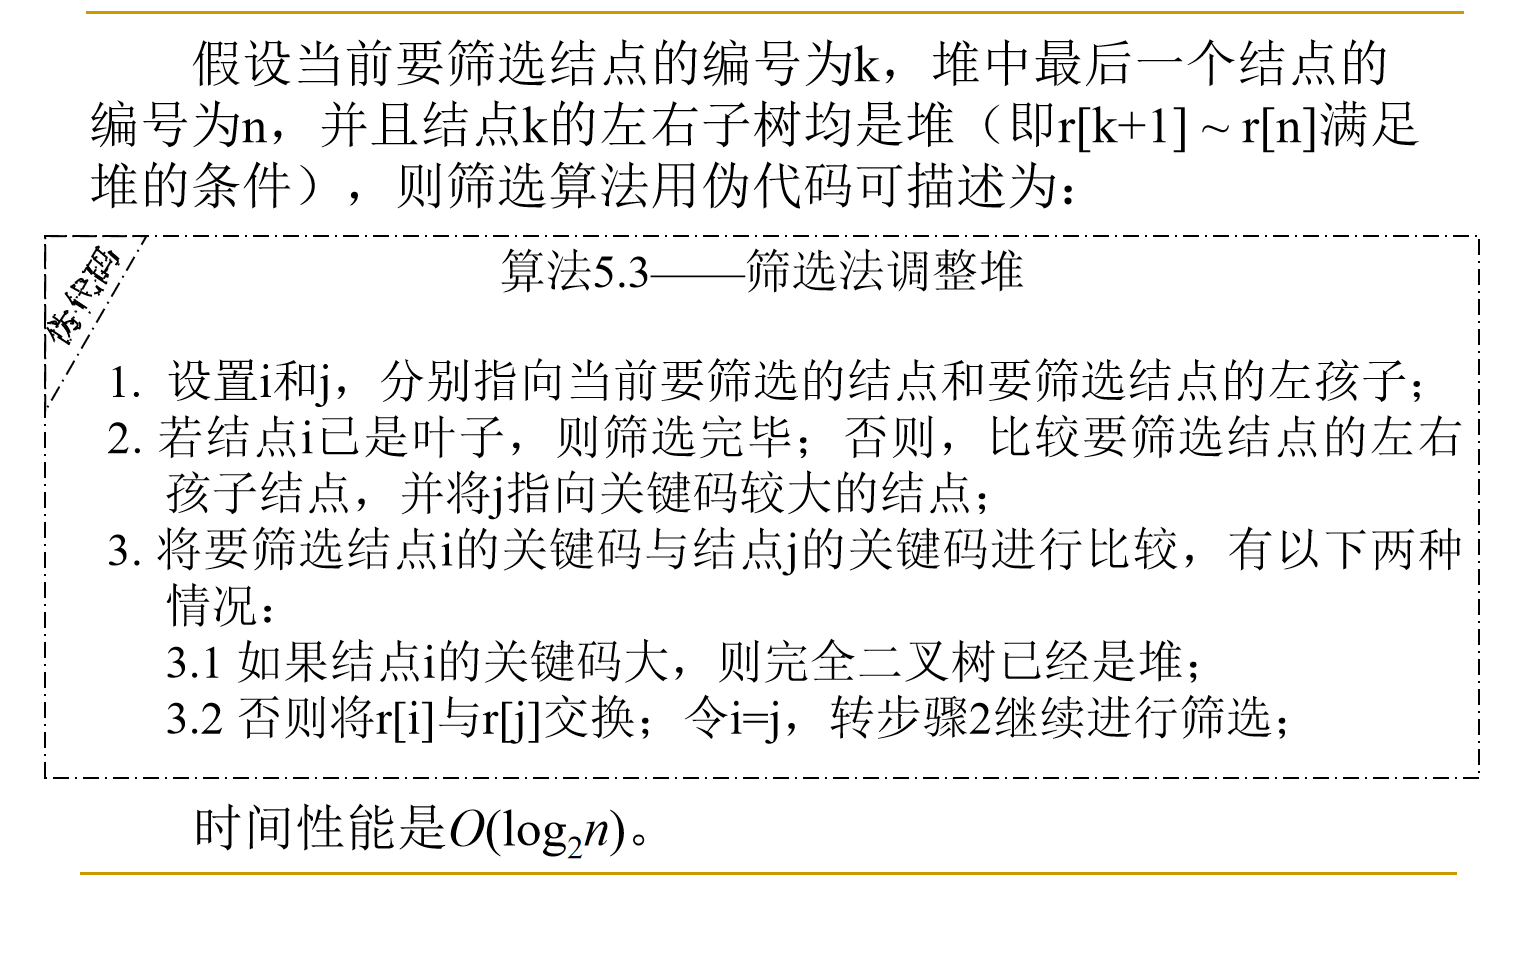 假设当前要筛选结点的编号为k，堆中最后一个结点的
编号为n，并且结点k的左右子树均是堆（即r[k+1] ~ r[n]满足
堆的条件），则筛选算法用伪代码可描述为：
伪代码
算法5.3——筛选法调整堆
1. 设置i和j，分别指向当前要筛选的结点和要筛选结点的左孩子；
2. 若结点i已是叶子，则筛选完毕；否则，比较要筛选结点的左右
孩子结点，并将j指向关键码较大的结点；
3. 将要筛选结点i的关键码与结点j的关键码进行比较，有以下两种
情况：
3.1 如果结点i的关键码大，则完全二叉树已经是堆；
3.2 否则将r[i]与r[j]交换；令i=j，转步骤2继续进行筛选；
时间性能是O(log₂n)。